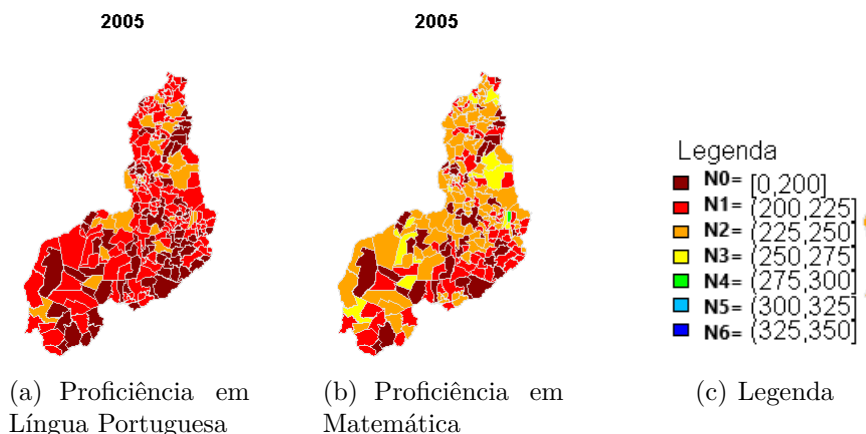 2005
2005
Legenda
N0= [0,200]
N1= (200,225]
N2= (225,250]
N3= (250,275]
N4= (275,300]
N5= (300,325]
N6= (325,350]
(a) Proficiência em
Língua Portuguesa
(b) Proficiência em
Matemática
(c) Legenda